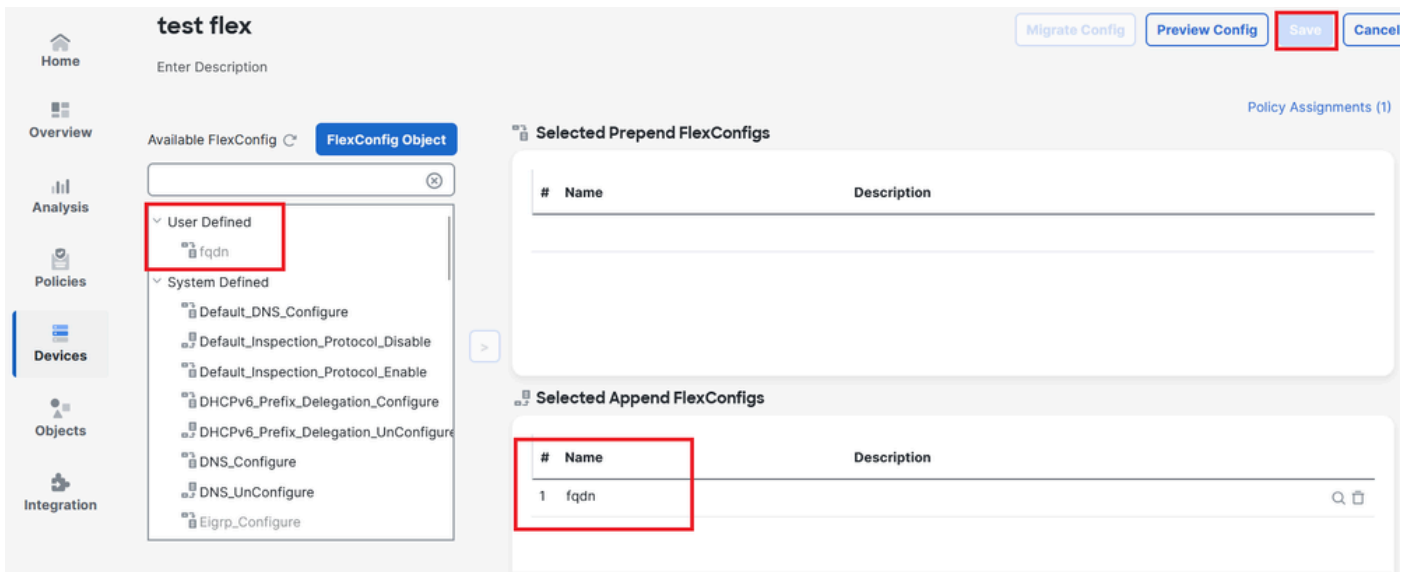 test flex
Migrate Config
Preview Config
Save
Cancel
Home
Enter Description
Overview
Policy Assignments (1)
Available FlexConfig
FlexConfig Object
Selected Prepend FlexConfigs
# Name Description
Analysis
User Defined
fqdn
Policies
System Defined
Default_DNS_Configure
Default_Inspection_Protocol_Disable
>
Devices
Default_Inspection_Protocol_Enable
DHCPv6_Prefix_Delegation_Configure
Selected Append FlexConfigs
Objects
DHCPv6_Prefix_Delegation_UnConfigure
DNS_Configure
# Name Description
DNS_UnConfigure
1 fqdn
Integration
Eigrp_Configure